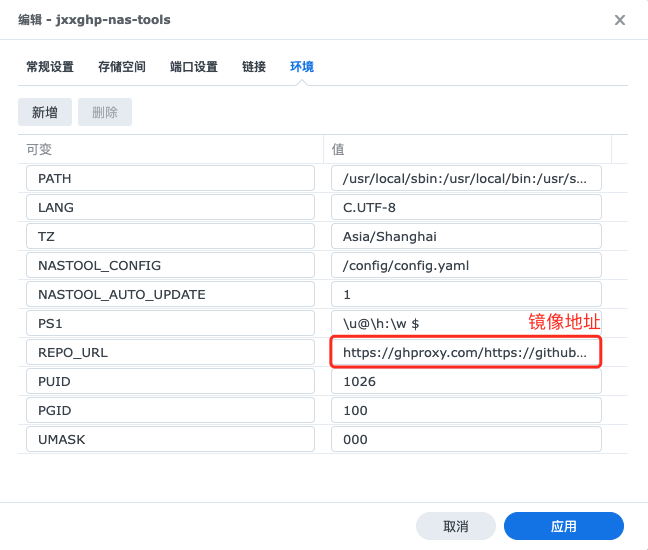 编辑 - jxxghp-nas-tools
常规设置 存储空间 端口设置 链接 环境
新增 删除
可变 值
PATH /usr/local/sbin:/usr/local/bin:/usr/s...
LANG C.UTF-8
TZ Asia/Shanghai
NASTOOL_CONFIG /config/config.yaml
NASTOOL_AUTO_UPDATE 1
PS1 \u@\h:\w $ 镜像地址
REPO_URL https://ghproxy.com/https://github...
PUID 1026
PGID 100
UMASK 000
取消 应用